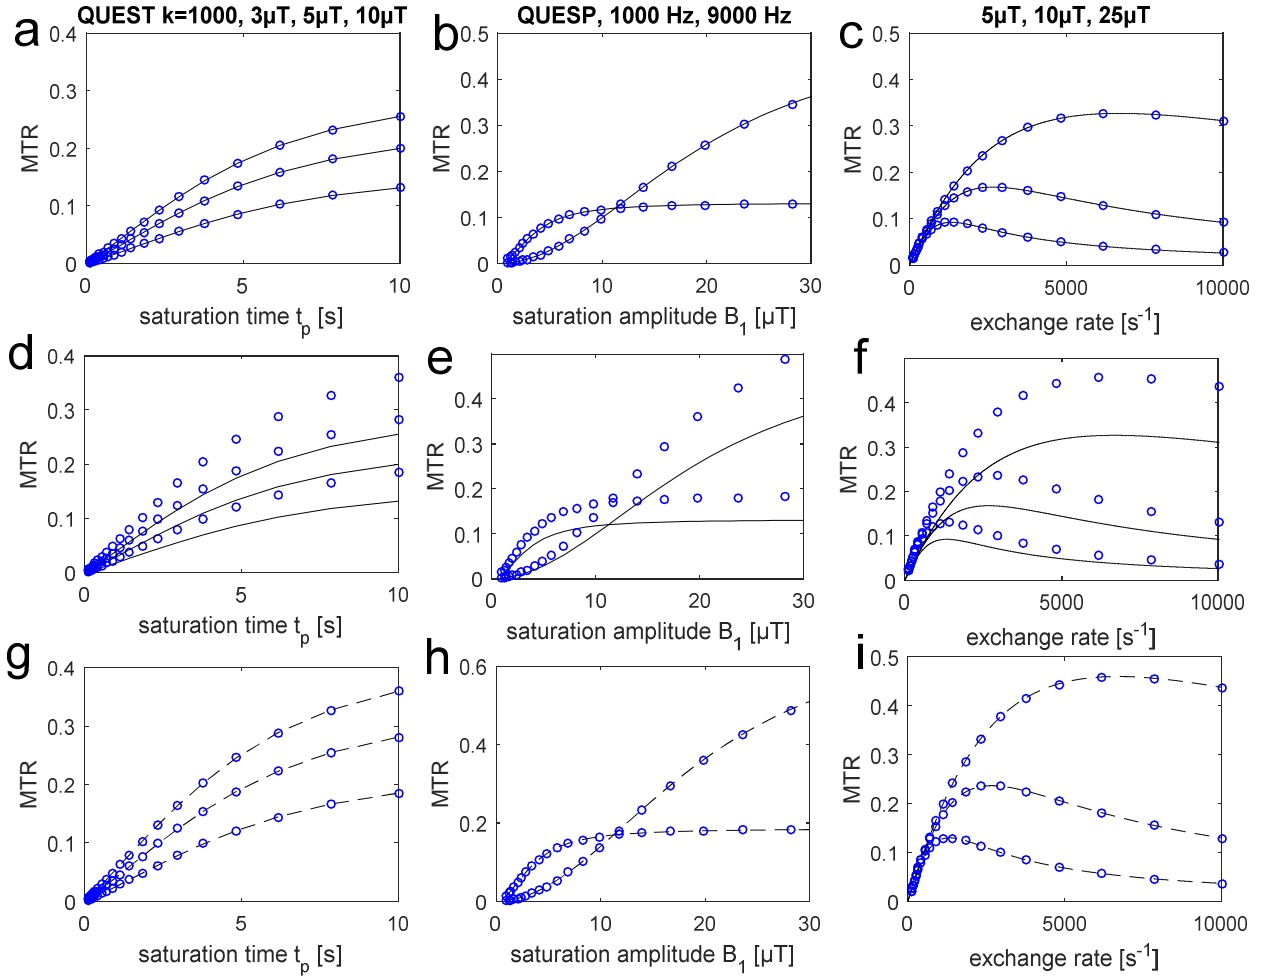 QUEST k=1000, 3µT, 5µT, 10µT
QUESP, 1000 Hz, 9000 Hz
5µT, 10µT, 25µT
a
0.4
0.3
0.2
0.1
0
MTR
0
5
10
saturation time tp [s]
b
0.5
0.4
0.3
0.2
0.1
0
MTR
0
10
20
30
saturation amplitude B1 [µT]
c
0.5
0.4
0.3
0.2
0.1
0
MTR
0
5000
10000
exchange rate [s-1]
d
0.4
0.3
0.2
0.1
0
MTR
0
5
10
saturation time tp [s]
e
0.4
0.3
0.2
0.1
0
MTR
0
10
20
30
saturation amplitude B1 [µT]
f
0.4
0.3
0.2
0.1
0
MTR
0
5000
10000
exchange rate [s-1]
g
0.4
0.3
0.2
0.1
0
MTR
0
5
10
saturation time tp [s]
h
0.6
0.4
0.2
0
MTR
0
10
20
30
saturation amplitude B1 [µT]
i
0.5
0.4
0.3
0.2
0.1
0
MTR
0
5000
10000
exchange rate [s-1]